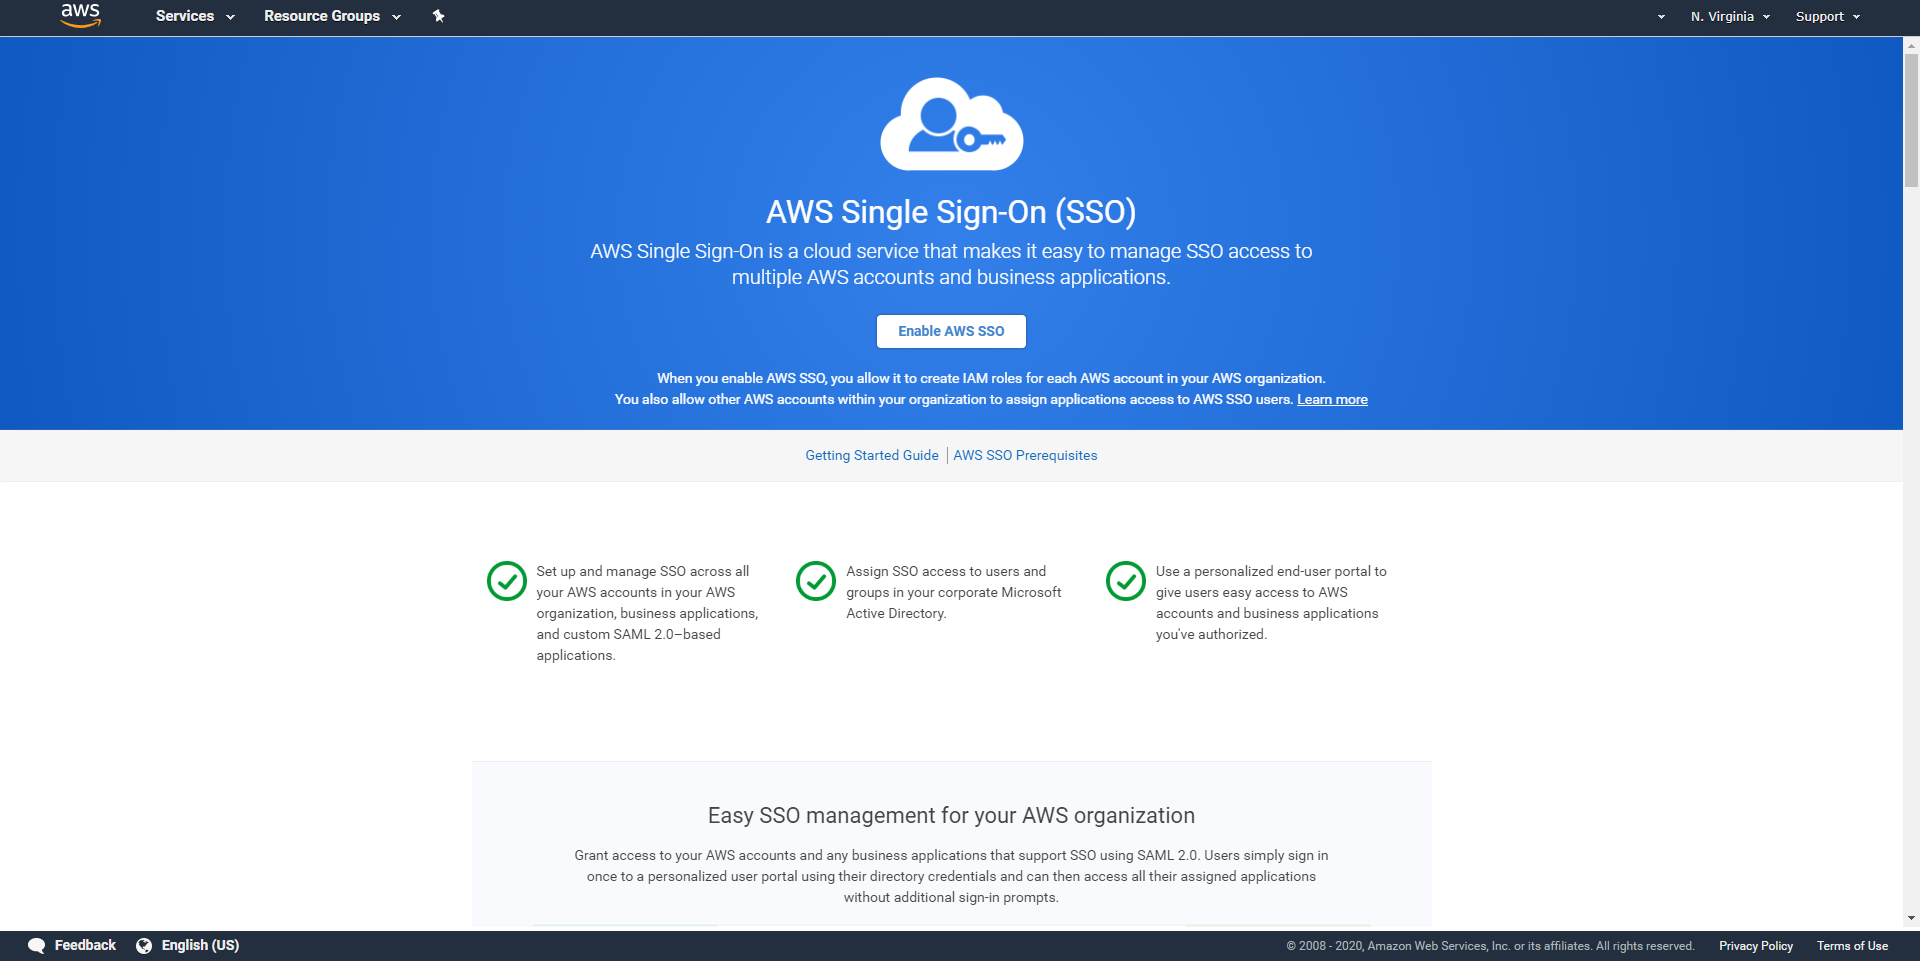 aws
Services
Resource Groups
N. Virginia
Support
AWS Single Sign-On (SSO)
AWS Single Sign-On is a cloud service that makes it easy to manage SSO access to
multiple AWS accounts and business applications.
Enable AWS SSO
When you enable AWS SSO, you allow it to create IAM roles for each AWS account in your AWS organization.
You also allow other AWS accounts within your organization to assign applications access to AWS SSO users. Learn more
Getting Started Guide
AWS SSO Prerequisites
Set up and manage SSO across all
your AWS accounts in your AWS
organization, business applications,
and custom SAML 2.0–based
applications.
Assign SSO access to users and
groups in your corporate Microsoft
Active Directory.
Use a personalized end-user portal to
give users easy access to AWS
accounts and business applications
you've authorized.
Easy SSO management for your AWS organization
Grant access to your AWS accounts and any business applications that support SSO using SAML 2.0. Users simply sign in
once to a personalized user portal using their directory credentials and can then access all their assigned applications
without additional sign-in prompts.
Feedback
English (US)
© 2008 - 2020, Amazon Web Services, Inc. or its affiliates. All rights reserved.
Privacy Policy
Terms of Use